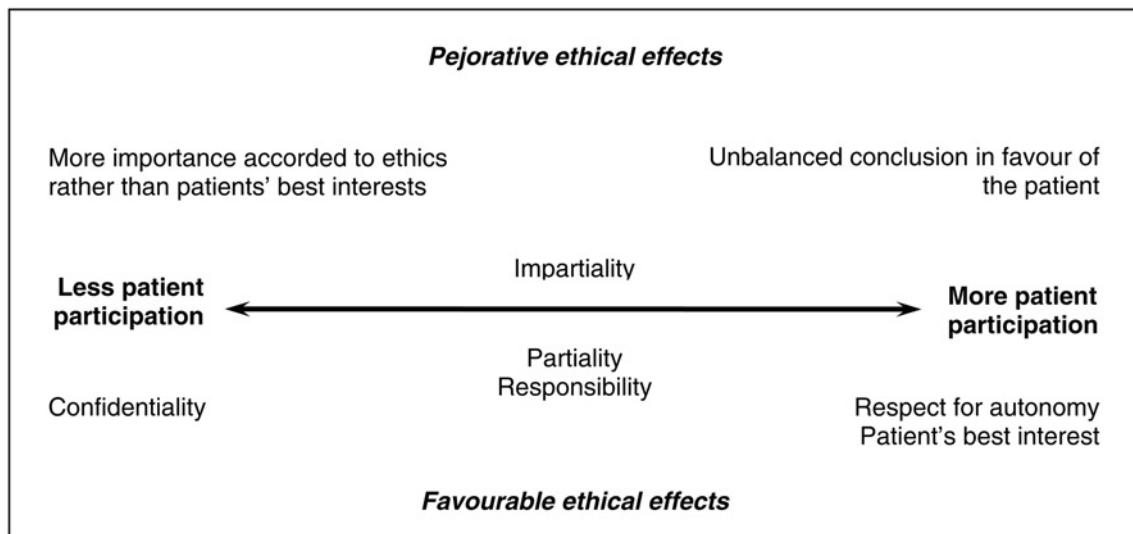 Pejorative ethical effects
More importance accorded to ethics
rather than patients' best interests
Unbalanced conclusion in favour of
the patient
Impartiality
Less patient
participation
More patient
participation
Partiality
Responsibility
Confidentiality
Respect for autonomy
Patient's best interest
Favourable ethical effects